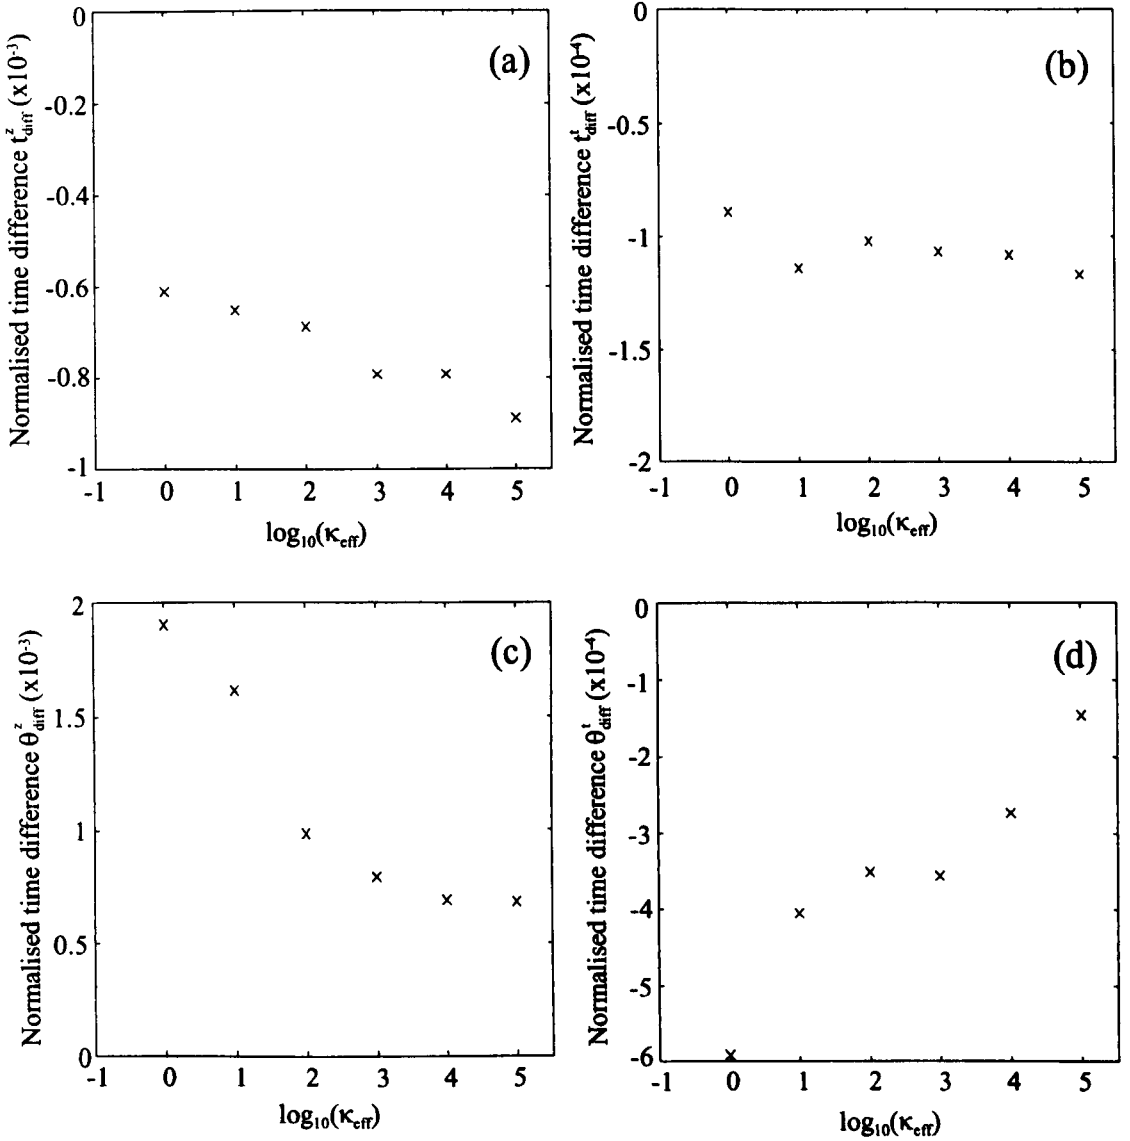 (a)
Normalised time difference t^z_diff (x10^-3)
0
-0.2
-0.4
-0.6
-0.8
-1
-1 0 1 2 3 4 5
log10(κeff)
(b)
Normalised time difference t^t_diff (x10^-4)
0
-0.5
-1
-1.5
-2
-1 0 1 2 3 4 5
log10(κeff)
(c)
Normalised time difference θ^z_diff (x10^-3)
2
1.5
1
0.5
0
-1 0 1 2 3 4 5
log10(κeff)
(d)
Normalised time difference θ^t_diff (x10^-4)
0
-1
-2
-3
-4
-5
-6
-1 0 1 2 3 4 5
log10(κeff)